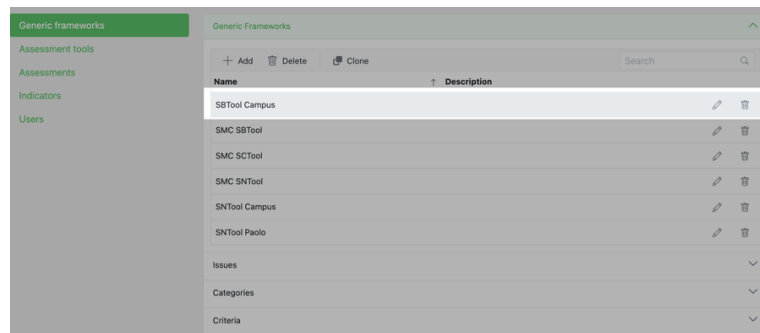 Generic frameworks
Assessment tools
Assessments
Indicators
Users
Generic Frameworks
Add Delete Clone Search
Name ↑ Description
SBTool Campus
SMC SBTool
SMC SCTool
SMC SNTool
SNTool Campus
SNTool Paolo
Issues
Categories
Criteria